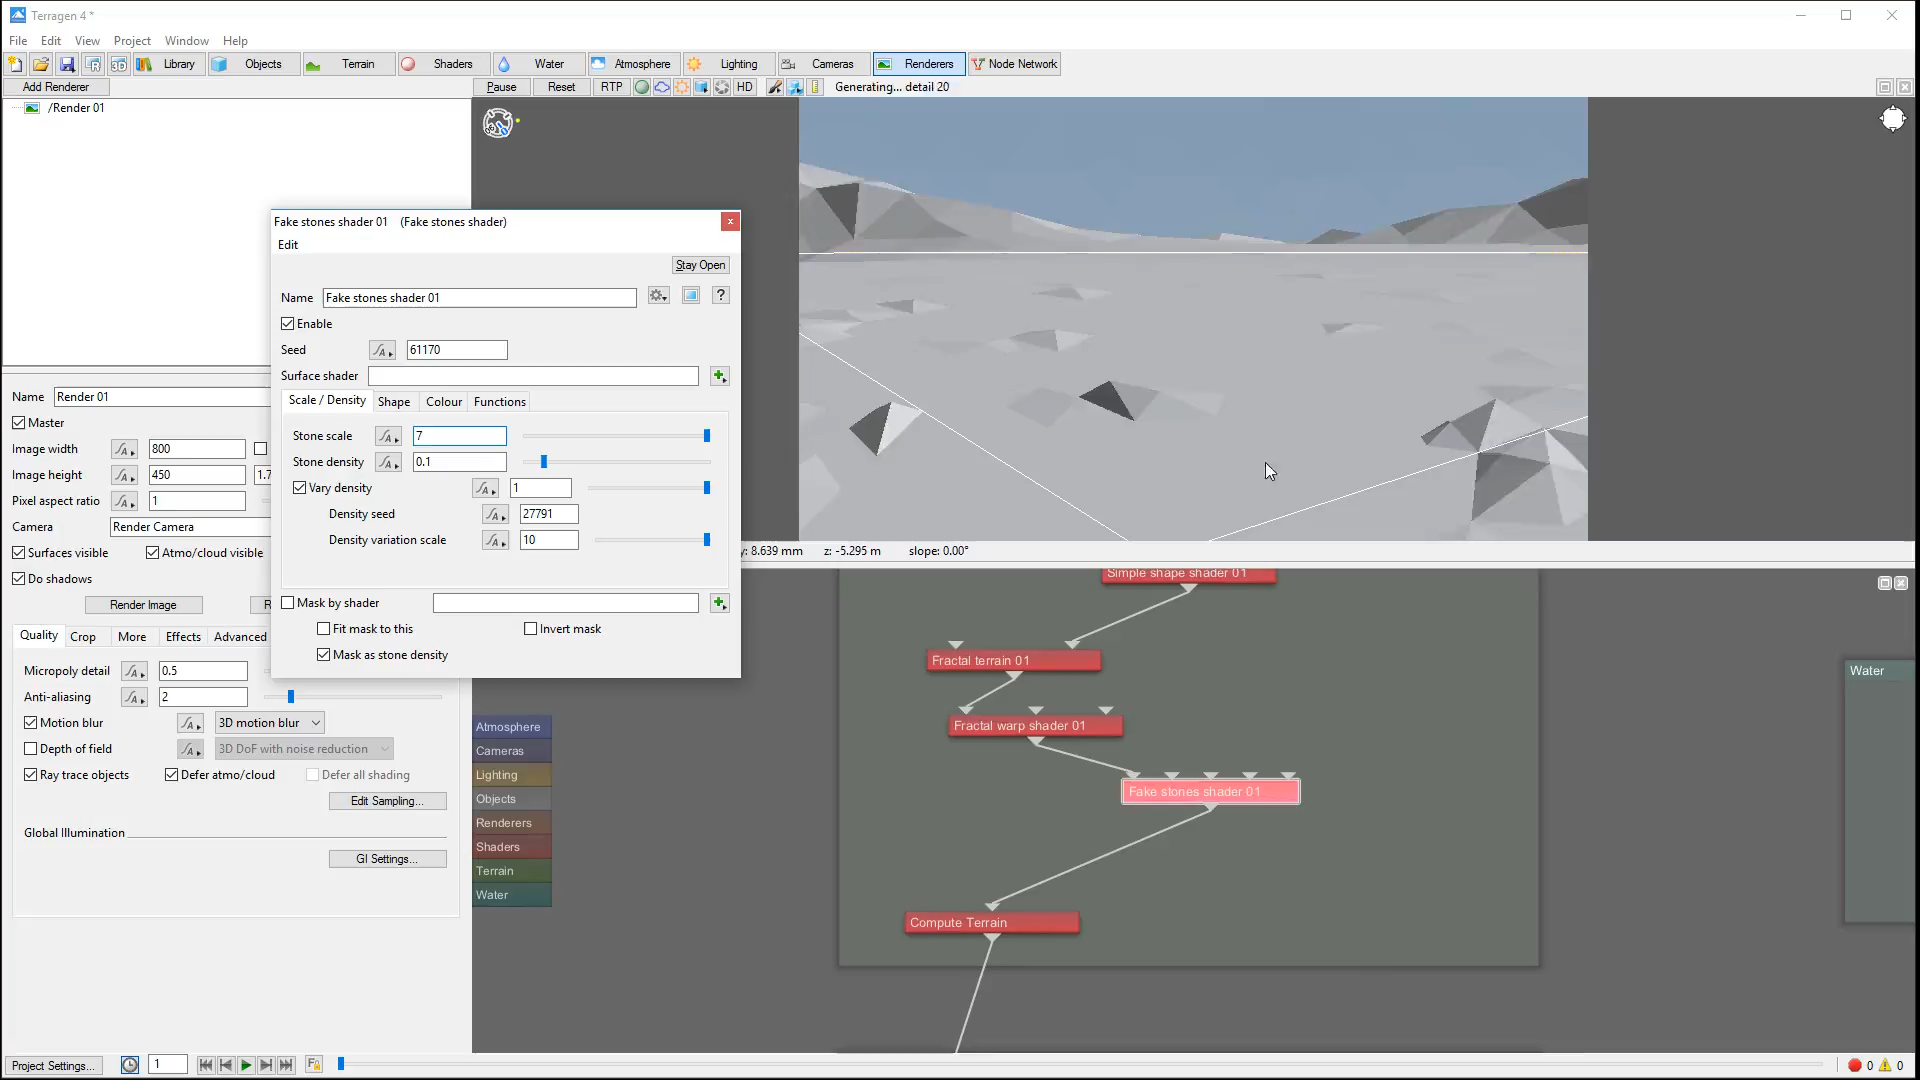 Terragen 4 *
File Edit View Project Window Help
Library Objects Terrain Shaders Water Atmosphere Lighting Cameras Renderers Node Network
Add Renderer Pause Reset RTP HD Generating... detail 20
/Render 01
Fake stones shader 01 (Fake stones shader)
Edit
Stay Open
Name Fake stones shader 01 ?
Enable
Seed 61170
Surface shader
Scale / Density Shape Colour Functions
Stone scale 7
Stone density 0.1
Vary density 1
Density seed 27791
Density variation scale 10
Mask by shader
Fit mask to this Invert mask
Mask as stone density
Name Render 01
Master
Image width 800
Image height 450 1.7
Pixel aspect ratio 1
Camera Render Camera
Surfaces visible Atmo/cloud visible
Do shadows
Render Image R
Quality Crop More Effects Advanced
Micropoly detail 0.5
Anti-aliasing 2
Motion blur 3D motion blur
Depth of field 3D DoF with noise reduction
Ray trace objects Defer atmo/cloud Defer all shading
Edit Sampling...
Global Illumination
GI Settings...
y: 8.639 mm z: -5.295 m slope: 0.00°
Simple shape shader 01
Fractal terrain 01
Fractal warp shader 01
Fake stones shader 01
Compute Terrain
Water
Atmosphere
Cameras
Lighting
Objects
Renderers
Shaders
Terrain
Water
Project Settings... 1 0 0